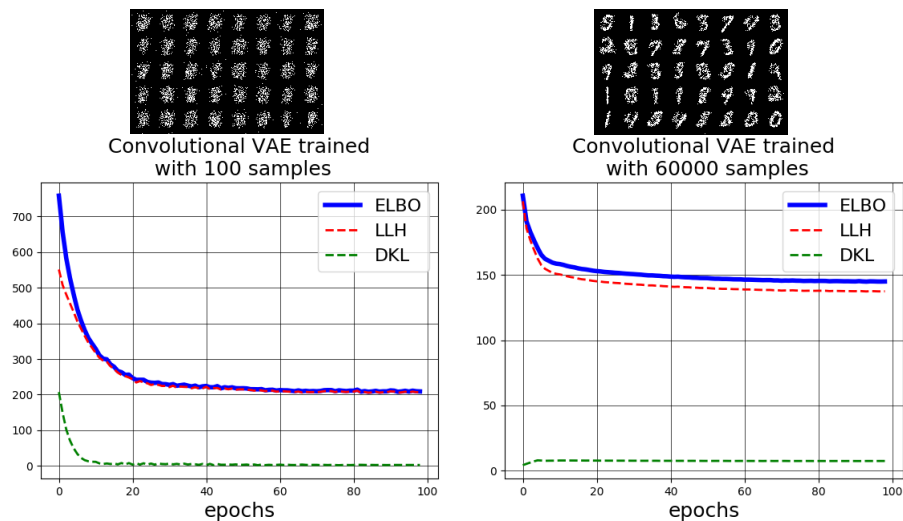 Convolutional VAE trained
with 100 samples
700
600
500
400
300
200
100
0
0 20 40 60 80 100
epochs
ELBO
LLH
DKL
Convolutional VAE trained
with 60000 samples
200
150
100
50
0
0 20 40 60 80 100
epochs
ELBO
LLH
DKL